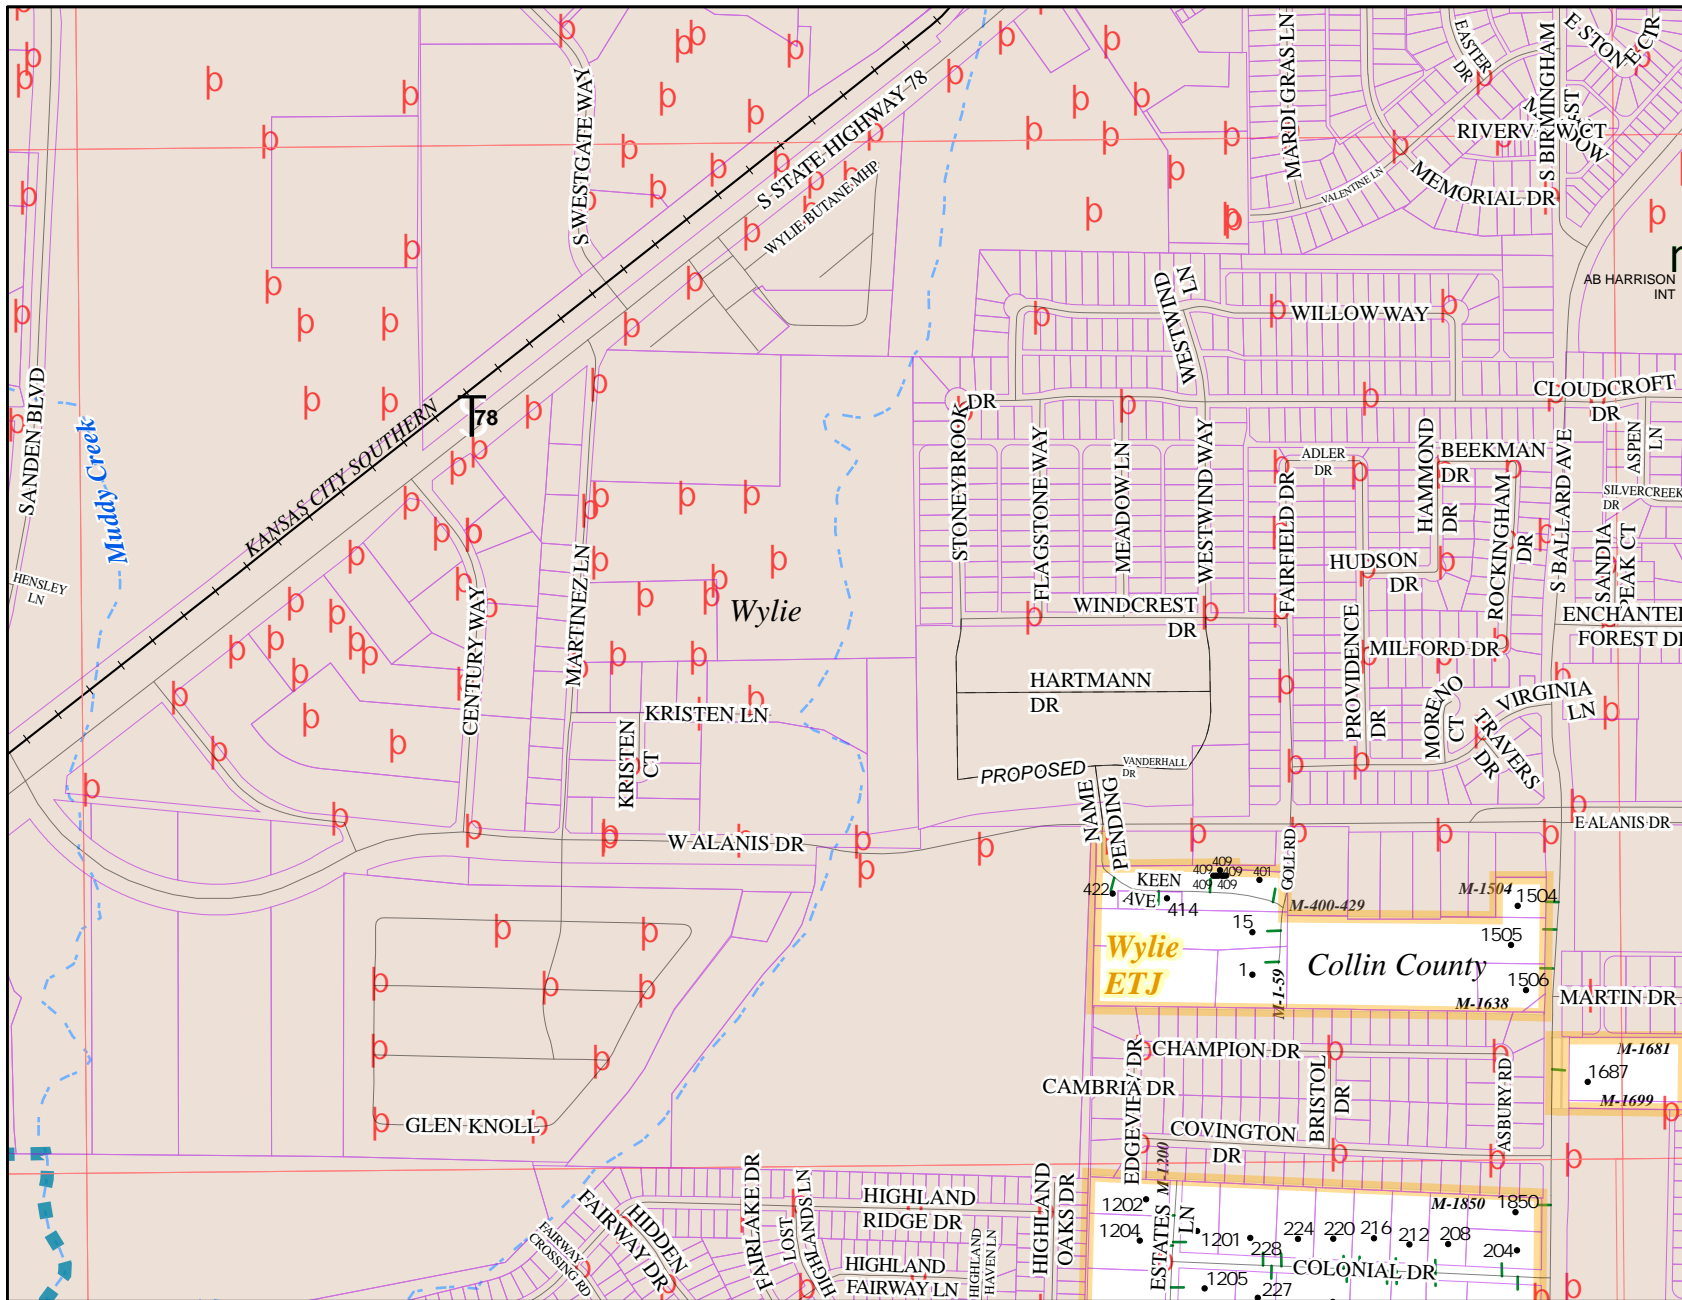 EASTER
DR
E STONE CTR
MARDI GRAS LN
S BIRMINGHAM
RIVERVIEW CT
S WESTGATE WAY
S STATE HIGHWAY 78
WYLIE BUTANE MHP
VALENTINE LN
MEMORIAL DR
AB HARRISON
INT
WESTWIND
LN
WILLOW WAY
SANDEN BLVD
Muddy Creek
KANSAS CITY SOUTHERN
78
CLOUDCROFT
DR
STONEYBROOK
DR
FLAGSTONE WAY
MEADOW LN
WESTWIND WAY
FAIRFIELD DR
ADLER
DR
HAMMOND
DR
BEEKMAN
DR
ROCKINGHAM
DR
S BALLARD AVE
ASPEN
LN
SILVERCREEK
DR
SANDIA
PEAK CT
HENSLEY
LN
HUDSON
DR
CENTURY WAY
MARTINEZ LN
Wylie
WINDCREST
DR
PROVIDENCE
DR
MILFORD DR
FOREST
HARTMANN
DR
KRISTEN LN
KRISTEN
CT
MORENO
CT
VIRGINIA
LN
TRAVERS
DR
PROPOSED
VANDERHALL
DR
NAME
PENDING
W ALANIS DR
E ALANIS DR
GOLL RD
KEEN
AVE
422
414
409
409
409
409
409
401
M-400-429
M-1504
1504
15
1505
1
1506
Wylie
ETJ
Collin County
M-1-59
M-1638
MARTIN DR
CHAMPION DR
M-1681
1687
M-1699
CAMBRIA DR
EDGEVIEW DR
BRISTOL
DR
ASBURY RD
GLEN KNOLL
COVINGTON
DR
M-1200
HIGHLAND
OAKS DR
FAIRLAKE DR
LOST
HIGHLANDS LN
HIGHLAND
RIDGE DR
HIDDEN
FAIRWAY DR
FAIRWAY
CROSSING RD
HIGHLAND
FAIRWAY LN
HIGHLAND
HAVEN LN
M-1850
1850
1202
1204
ESTATES
LN
1201
228
224
220
216
212
208
204
COLONIAL DR
1205
227